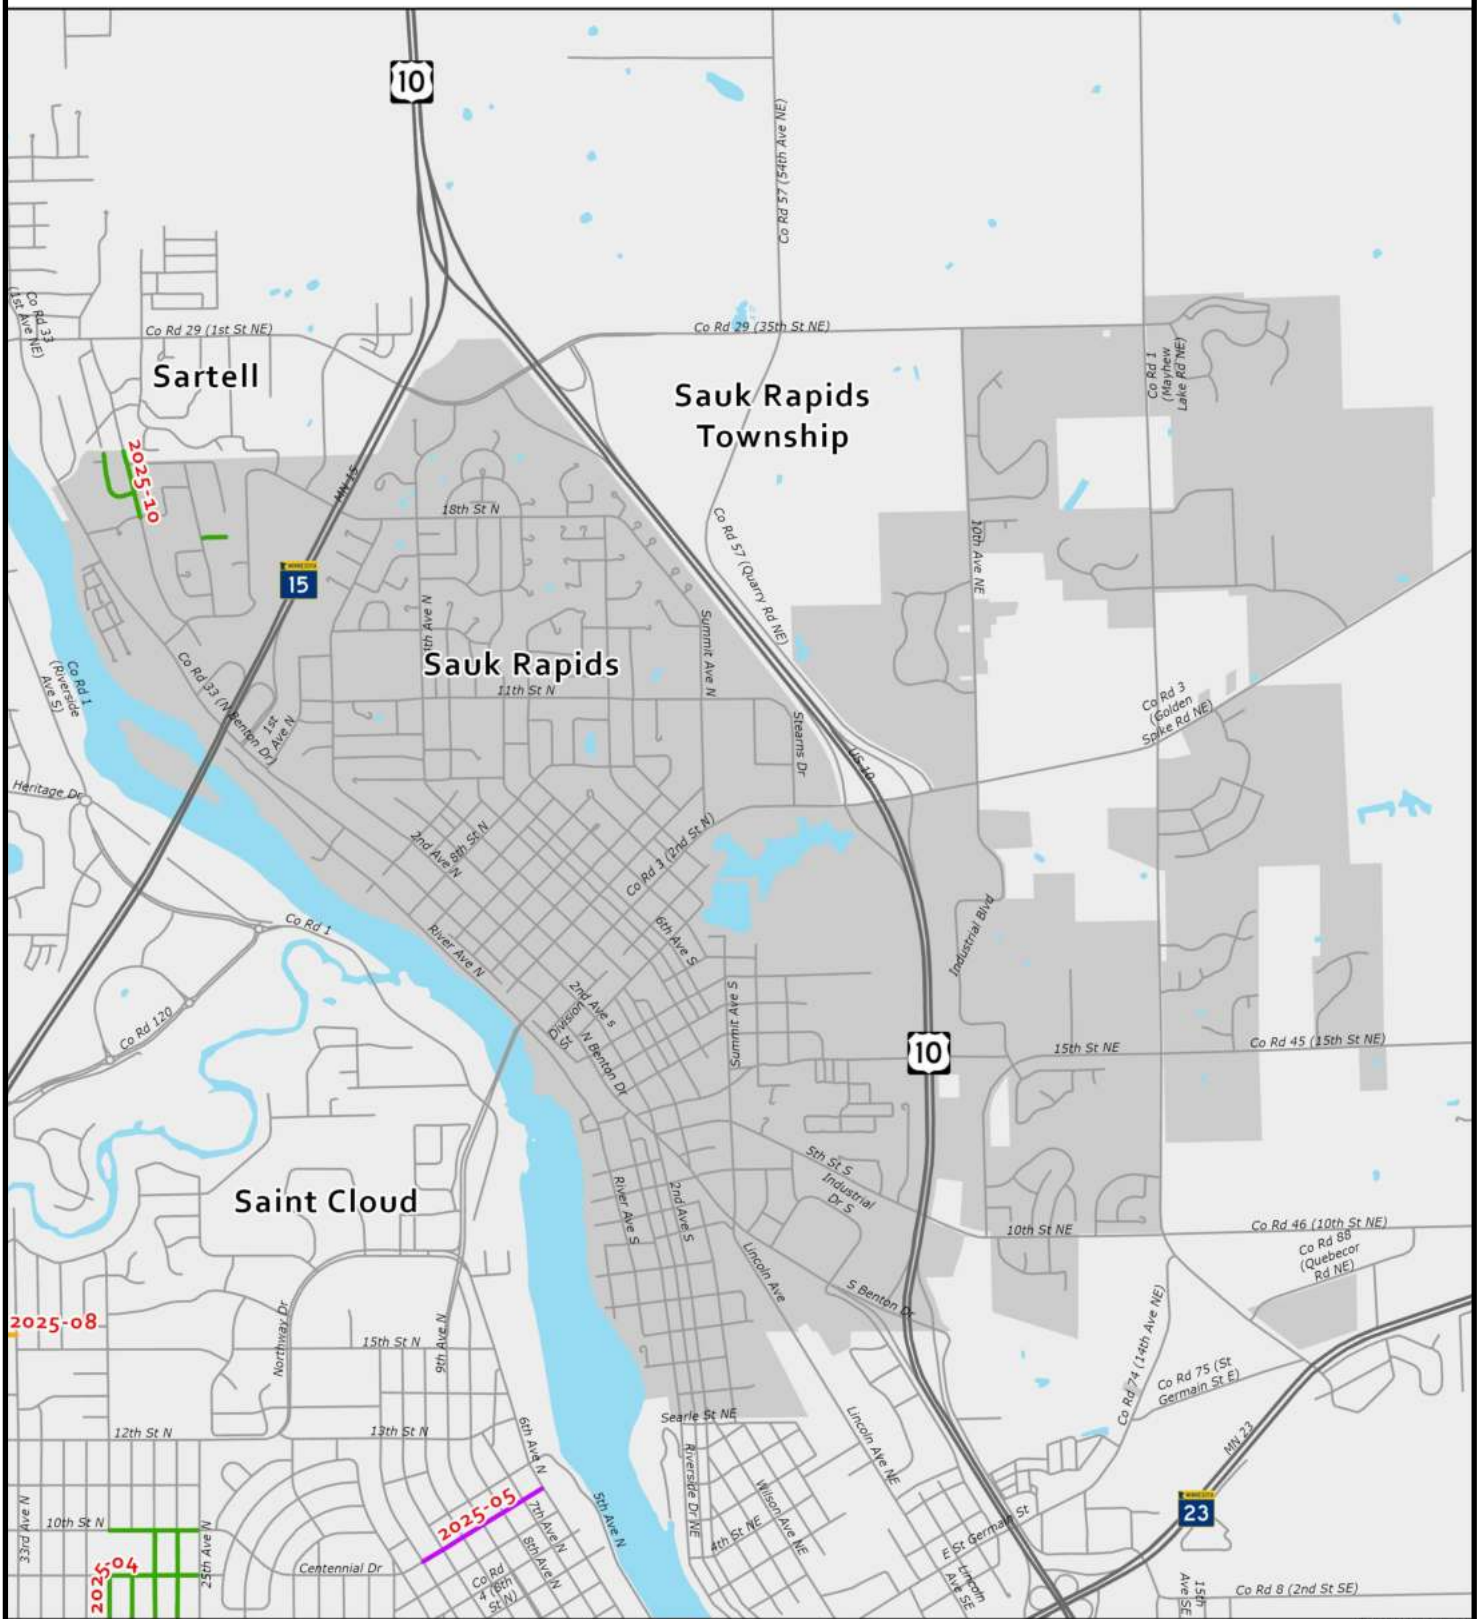 10
Co Rd 57 (54th Ave NE)
Co Rd 33
(1st Ave NE)
Co Rd 29 (1st St NE)
Co Rd 29 (35th St NE)
Sartell
Sauk Rapids
Township
Co Rd 1
(Mayhew
Lake Rd NE)
2025-10
MN 15
18th St N
Co Rd 57 (Quarry Rd NE)
10th Ave NE
MINNESOTA
15
Summit Ave N
Sauk Rapids
11th St N
Co Rd 1
(Riverside
Ave S)
Co Rd 33 (N Benton Dr)
1st
Ave N
Stearns Dr
US 10
Co Rd 3
(Golden
Spike Rd NE)
Heritage Dr
2nd Ave N
8th St N
Co Rd 3 (2nd St N)
Co Rd 1
River Ave N
6th Ave S
Industrial Blvd
Co Rd 120
2nd Ave s
Division
St
N Benton Dr
Summit Ave S
10
15th St NE
Co Rd 45 (15th St NE)
5th St S
Industrial
Dr S
Saint Cloud
River Ave S
2nd Ave S
10th St NE
Co Rd 46 (10th St NE)
Co Rd 88
(Quebecor
Rd NE)
Lincoln Ave
S Benton Dr
2025-08
Northway Dr
15th St N
9th Ave N
Co Rd 74 (14th Ave NE)
Co Rd 75 (St
Germain St E)
12th St N
13th St N
6th Ave N
Searle St NE
Lincoln Ave NE
MN 23
Riverside Dr NE
Wilson Ave NE
33rd Ave N
10th St N
25th Ave N
2025-04
2025-05
Centennial Dr
7th Ave N
8th Ave N
Co Rd
4 (8th
St N)
5th Ave N
4th St NE
E St Germain St
Lincoln
Ave SE
MINNESOTA
23
15th
Ave SE
Co Rd 8 (2nd St SE)